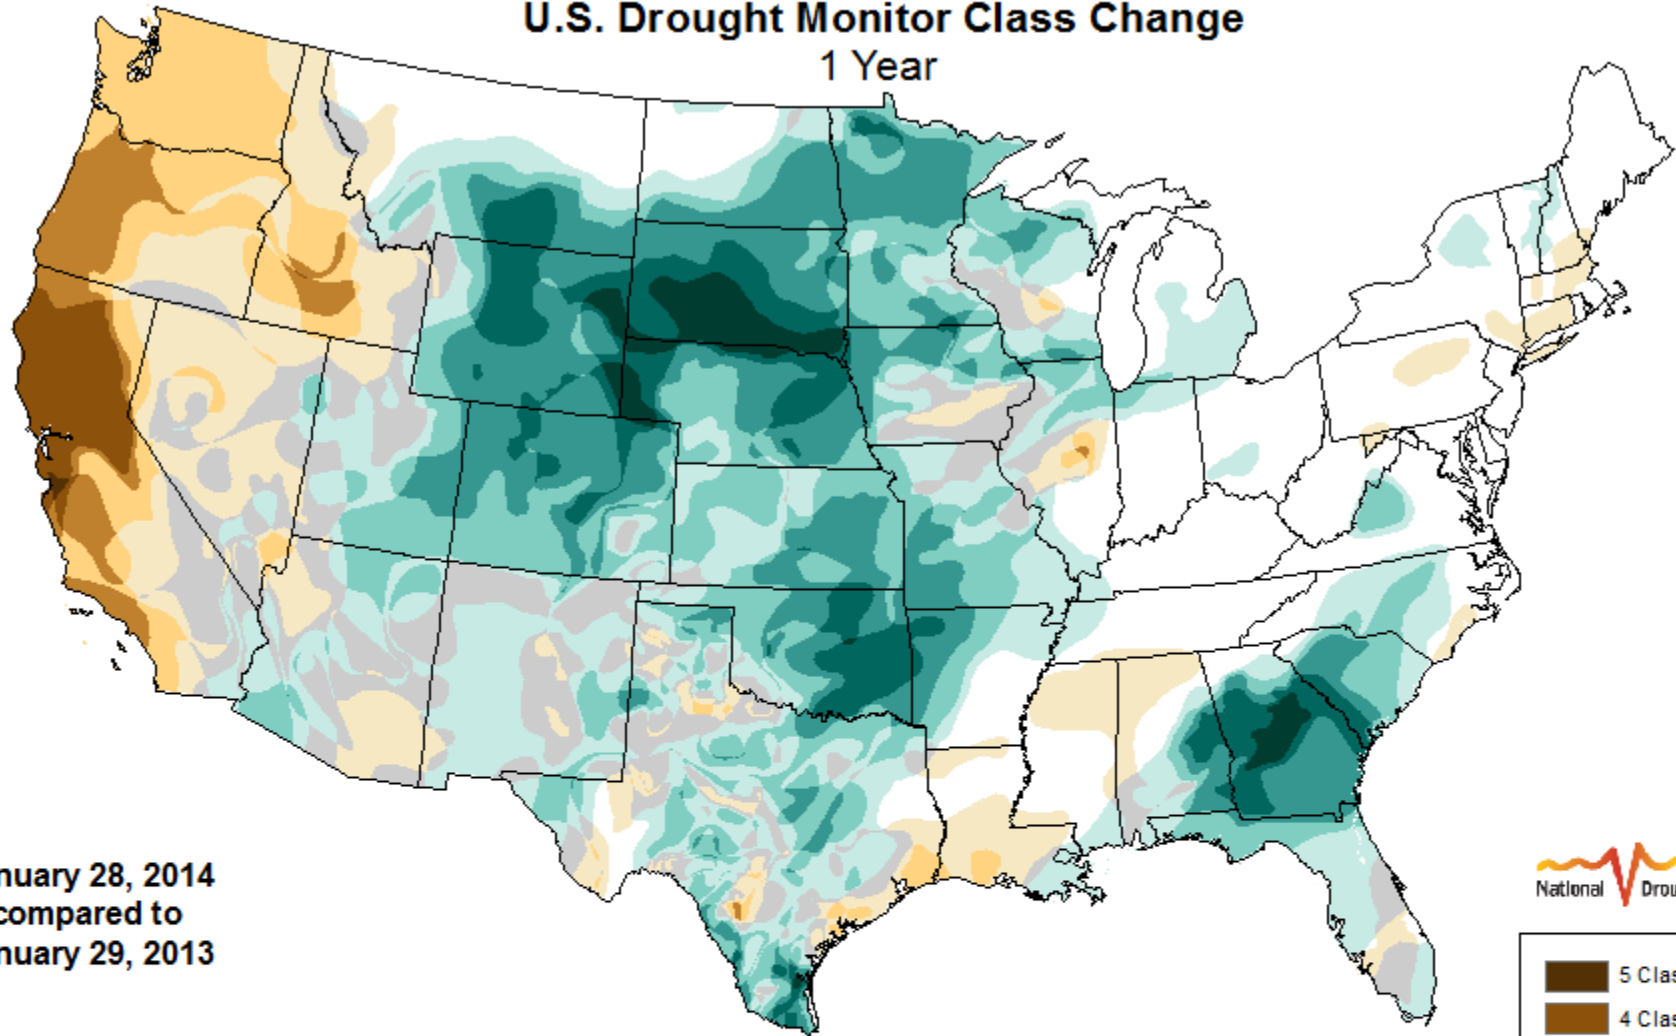 U.S. Drought Monitor Class Change
1 Year
nuary 28, 2014
compared to
nuary 29, 2013
National Drou
5 Clas
4 Clas